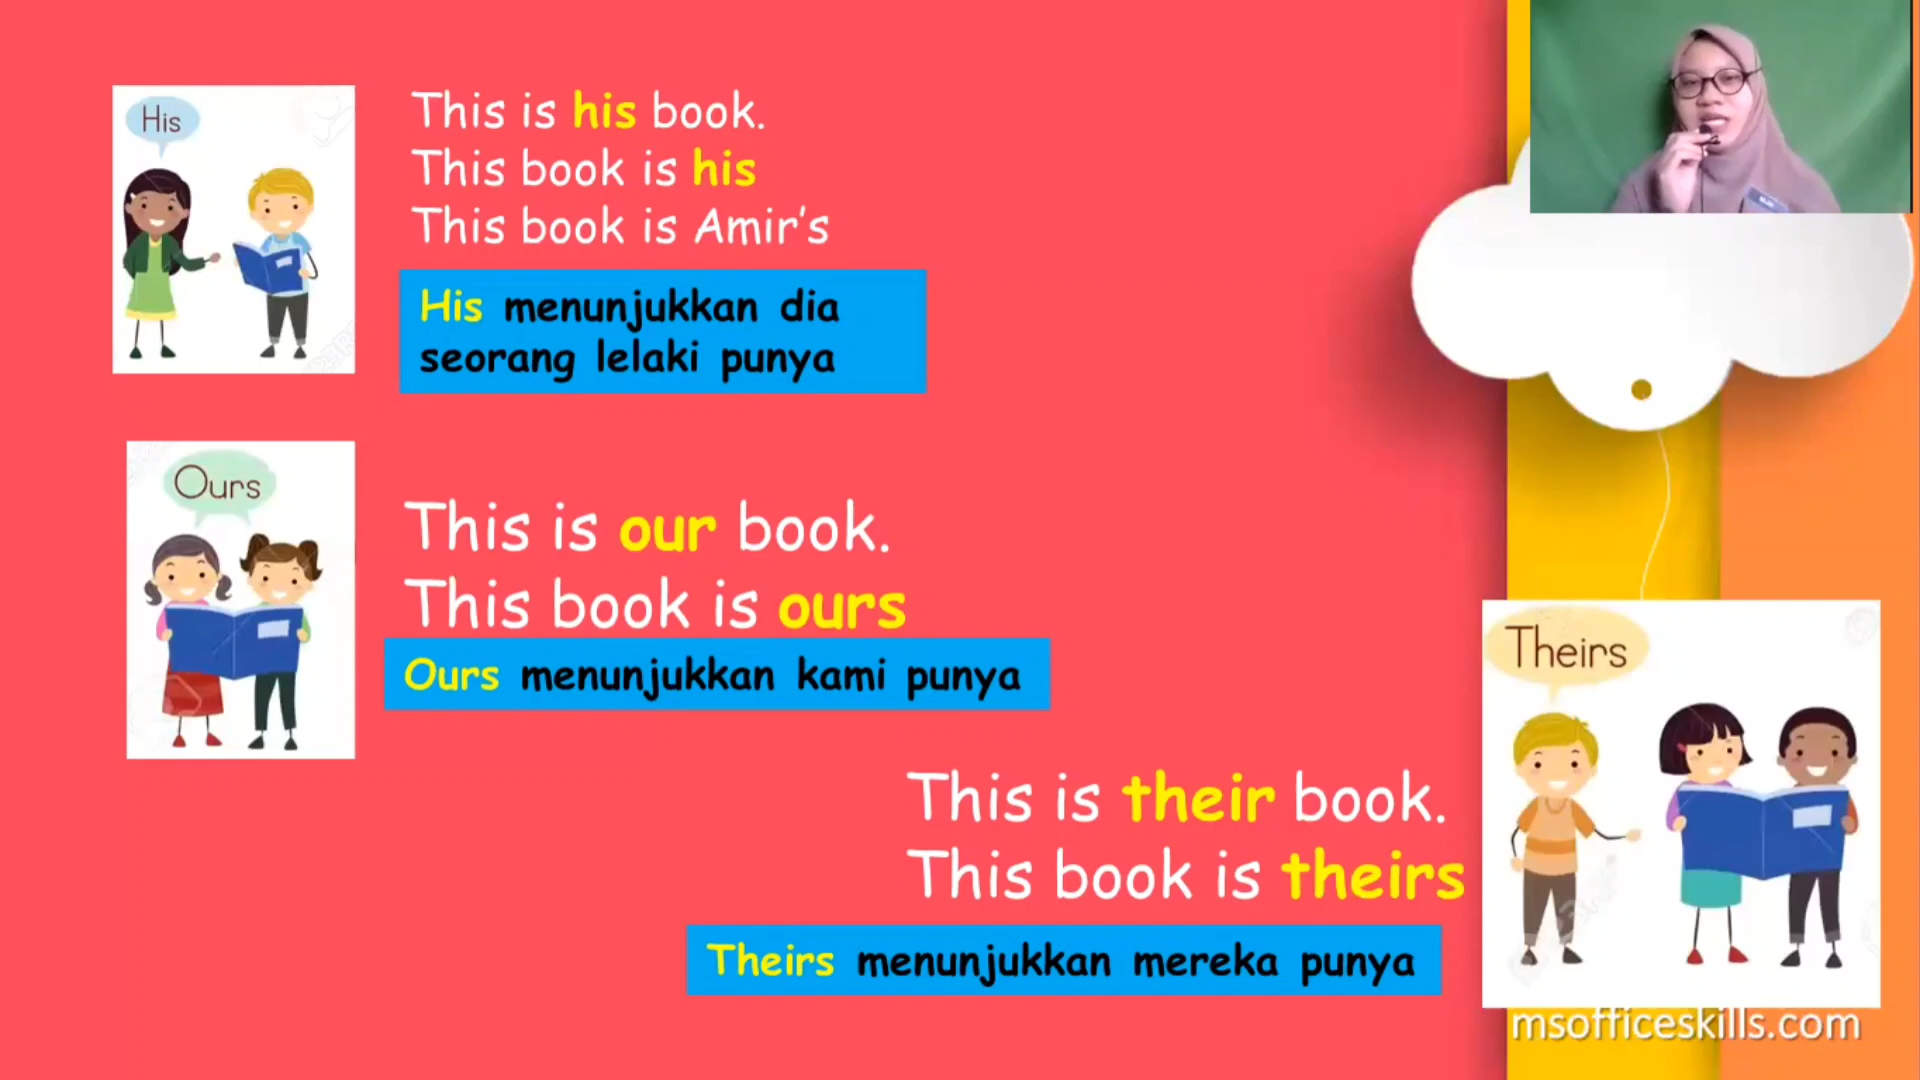 His
This is his book.
This book is his
This book is Amir's
His menunjukkan dia
seorang lelaki punya
Ours
This is our book.
This book is ours
Ours menunjukkan kami punya
Theirs
This is their book.
This book is theirs
Theirs menunjukkan mereka punya
msofficeskills.com